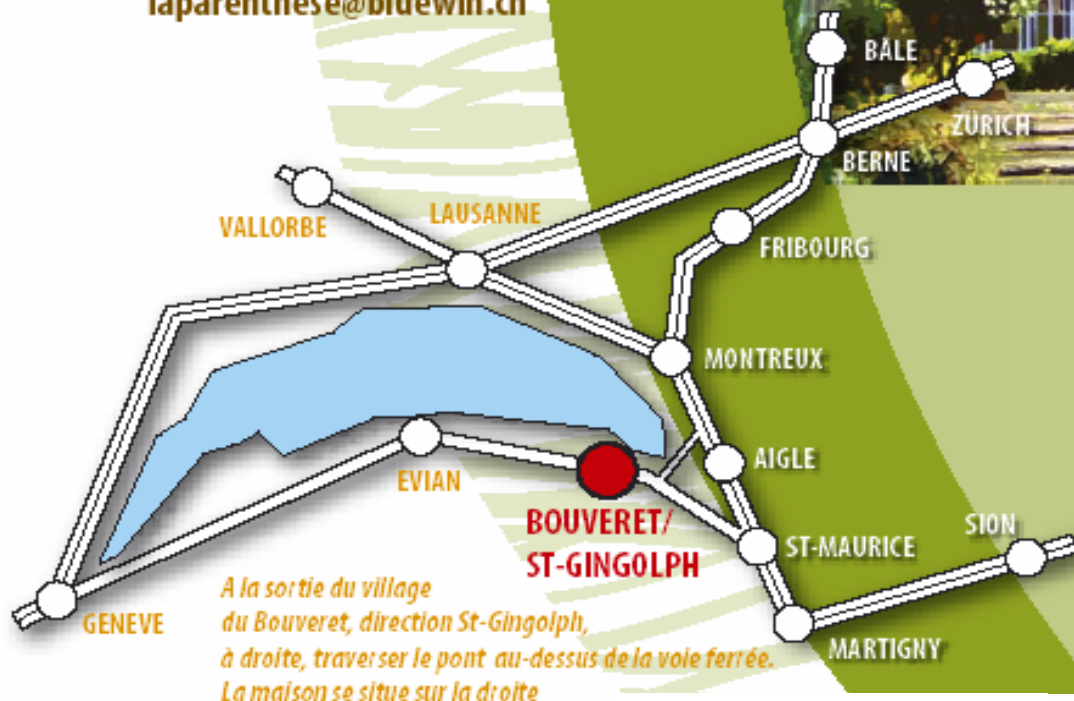 laparenthese@bluewin.ch
BÂLE
ZÜRICH
BERNE
VALLORBE
LAUSANNE
FRIBOURG
MONTREUX
AIGLE
EVIAN
BOUVERET/
ST-GINGOLPH
SION
ST-MAURICE
GENEVE
MARTIGNY
A la sortie du village
du Bouveret, direction St-Gingolph,
à droite, traverser le pont au-dessus de la voie ferrée.
La maison se situe sur la droite